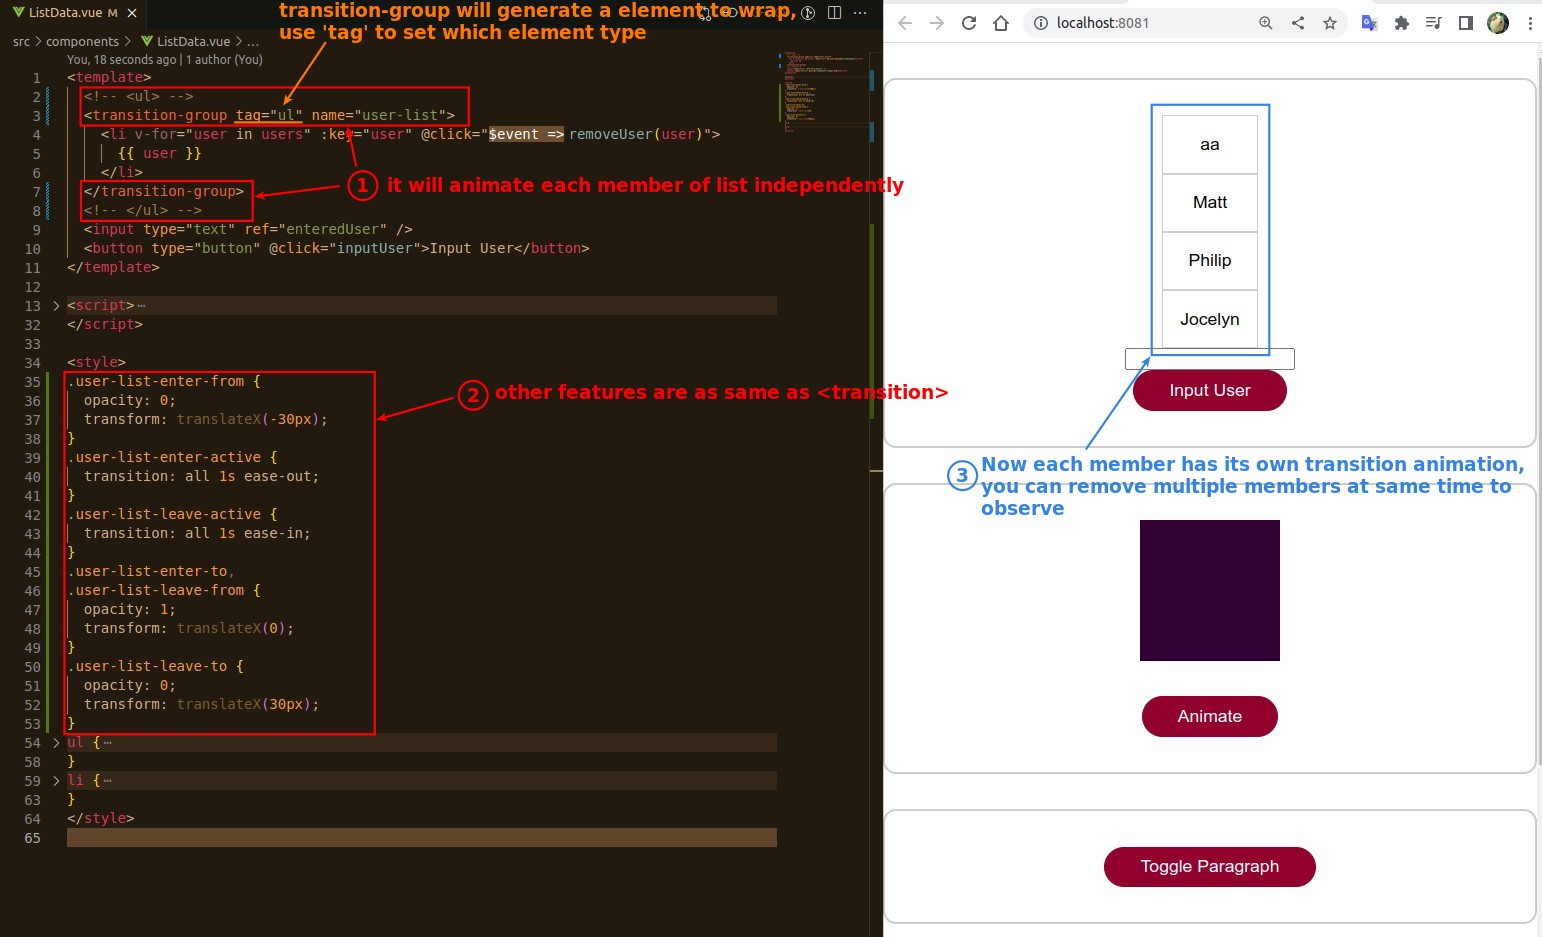 ListData.vue M
transition-group will generate a element to wrap,
use 'tag' to set which element type
src > components > ListData.vue > ...
You, 18 seconds ago | 1 author (You)
1 <template>
2 <!-- <ul> -->
3 <transition-group tag="ul" name="user-list">
4 <li v-for="user in users" :key="user" @click="$event => removeUser(user)">
5 {{ user }}
6 </li>
7 </transition-group>
8 <!-- </ul> -->
9 <input type="text" ref="enteredUser" />
10 <button type="button" @click="inputUser">Input User</button>
11 </template>
12
13 <script>
32 </script>
33
34 <style>
35 .user-list-enter-from {
36 opacity: 0;
37 transform: translateX(-30px);
38 }
39 .user-list-enter-active {
40 transition: all 1s ease-out;
41 }
42 .user-list-leave-active {
43 transition: all 1s ease-in;
44 }
45 .user-list-enter-to,
46 .user-list-leave-from {
47 opacity: 1;
48 transform: translateX(0);
49 }
50 .user-list-leave-to {
51 opacity: 0;
52 transform: translateX(30px);
53 }
54 ul {
58 }
59 li {
63 }
64 </style>
65
1 it will animate each member of list independently
2 other features are as same as <transition>
localhost:8081
aa
Matt
Philip
Jocelyn
Input User
3 Now each member has its own transition animation,
you can remove multiple members at same time to
observe
Animate
Toggle Paragraph